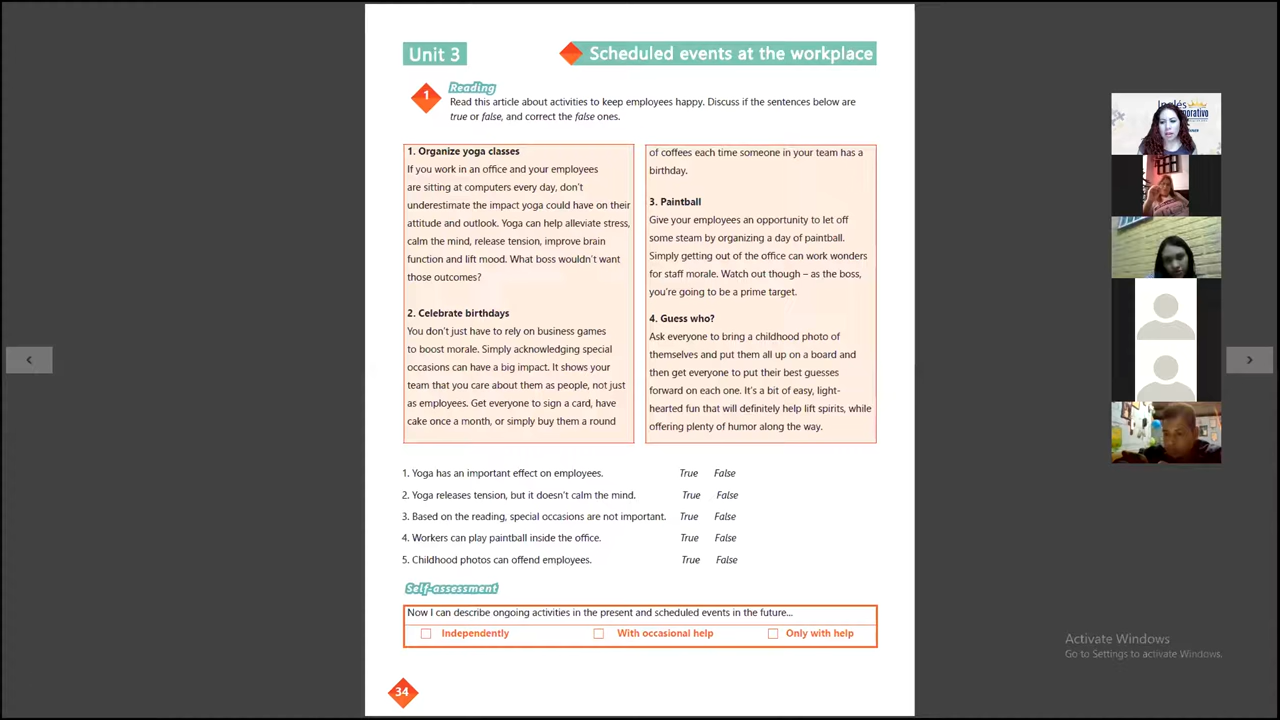 Unit 3
Scheduled events at the workplace
1
Reading
Read this article about activities to keep employees happy. Discuss if the sentences below are
true or false, and correct the false ones.
1. Organize yoga classes
If you work in an office and your employees
are sitting at computers every day, don't
underestimate the impact yoga could have on their
attitude and outlook. Yoga can help alleviate stress,
calm the mind, release tension, improve brain
function and lift mood. What boss wouldn't want
those outcomes?
2. Celebrate birthdays
You don't just have to rely on business games
to boost morale. Simply acknowledging special
occasions can have a big impact. It shows your
team that you care about them as people, not just
as employees. Get everyone to sign a card, have
cake once a month, or simply buy them a round
of coffees each time someone in your team has a
birthday.
3. Paintball
Give your employees an opportunity to let off
some steam by organizing a day of paintball.
Simply getting out of the office can work wonders
for staff morale. Watch out though – as the boss,
you're going to be a prime target.
4. Guess who?
Ask everyone to bring a childhood photo of
themselves and put them all up on a board and
then get everyone to put their best guesses
forward on each one. It's a bit of easy, light-
hearted fun that will definitely help lift spirits, while
offering plenty of humor along the way.
1. Yoga has an important effect on employees. True False
2. Yoga releases tension, but it doesn't calm the mind. True False
3. Based on the reading, special occasions are not important. True False
4. Workers can play paintball inside the office. True False
5. Childhood photos can offend employees. True False
Self-assessment
Now I can describe ongoing activities in the present and scheduled events in the future...
Independently With occasional help Only with help
34
Inglés
Activate Windows
Go to Settings to activate Windows.